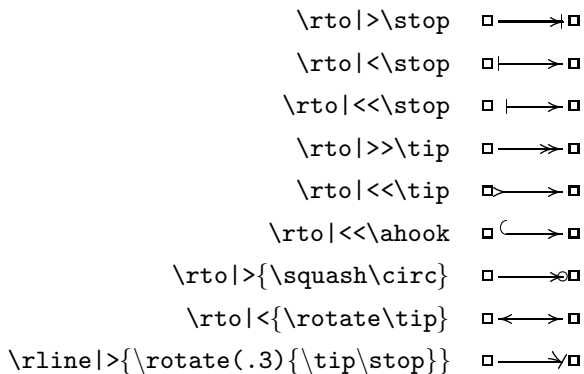 \rto|>\stop
\rto|<\stop
\rto|<<\stop
\rto|>>\tip
\rto|<<\tip
\rto|<<\ahook
\rto|>{\squash\circ}
\rto|<{\rotate\tip}
\rline|>{\rotate(.3){\tip\stop}}